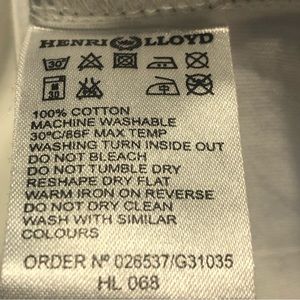 HENRI LLOYD
30°
30
100% COTTON
MACHINE WASHABLE
30°C/86F MAX TEMP
WASHING TURN INSIDE OUT
DO NOT BLEACH
DO NOT TUMBLE DRY
RESHAPE DRY FLAT
WARM IRON ON REVERSE
DO NOT DRY CLEAN
WASH WITH SIMILAR
COLOURS
ORDER Nº 026537/G31035
HL 068